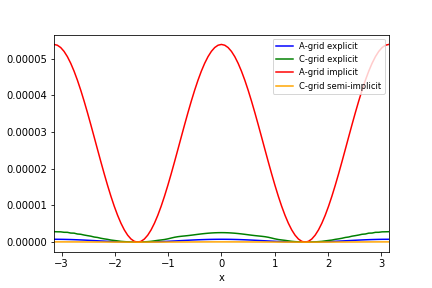 0.00005
0.00004
0.00003
0.00002
0.00001
0.00000
A-grid explicit
C-grid explicit
A-grid implicit
C-grid semi-implicit
−3 −2 −1 0 1 2 3
x